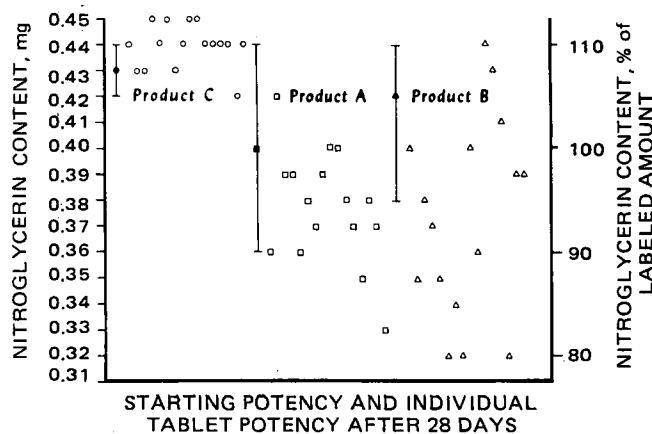 NITROGLYCERIN CONTENT, mg
0.45
0.44
0.43
0.42
0.41
0.40
0.39
0.38
0.37
0.36
0.35
0.34
0.33
0.32
0.31
Product C
Product A
Product B
110
100
90
80
NITROGLYCERIN CONTENT, % of
LABELED AMOUNT
STARTING POTENCY AND INDIVIDUAL
TABLET POTENCY AFTER 28 DAYS